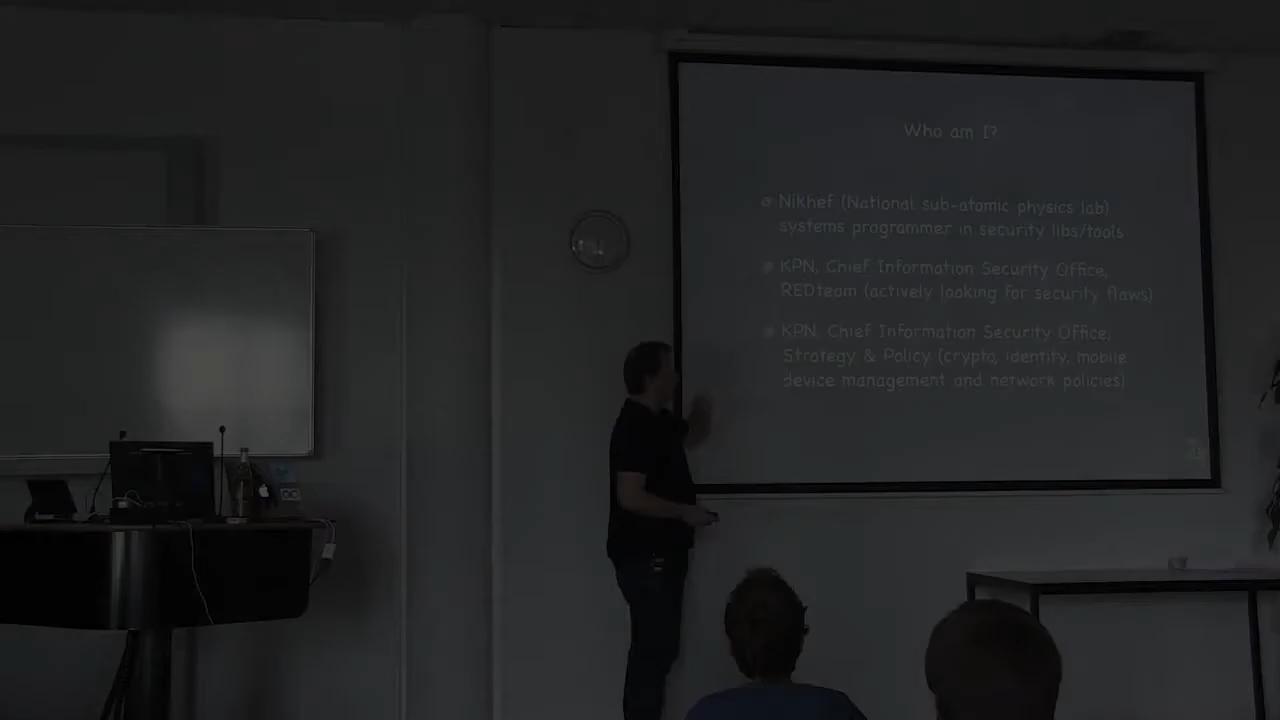 Who am I?
Nikhef (National sub-atomic physics lab)
systems programmer in security libs/tools
KPN, Chief Information Security Office,
REDteam (actively looking for security flaws)
KPN, Chief Information Security Office,
Strategy & Policy (crypto, identity, mobile
device management and network policies)